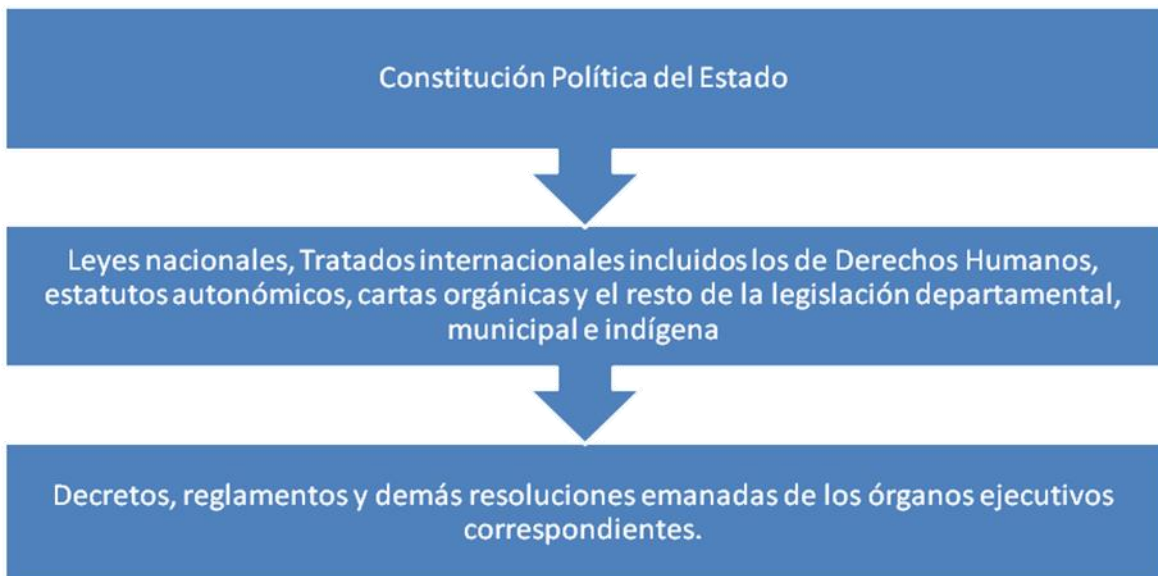 Constitución Política del Estado
Leyes nacionales, Tratados internacionales incluidos los de Derechos Humanos,
estatutos autonómicos, cartas orgánicas y el resto de la legislación departamental,
municipal e indígena
Decretos, reglamentos y demás resoluciones emanadas de los órganos ejecutivos
correspondientes.